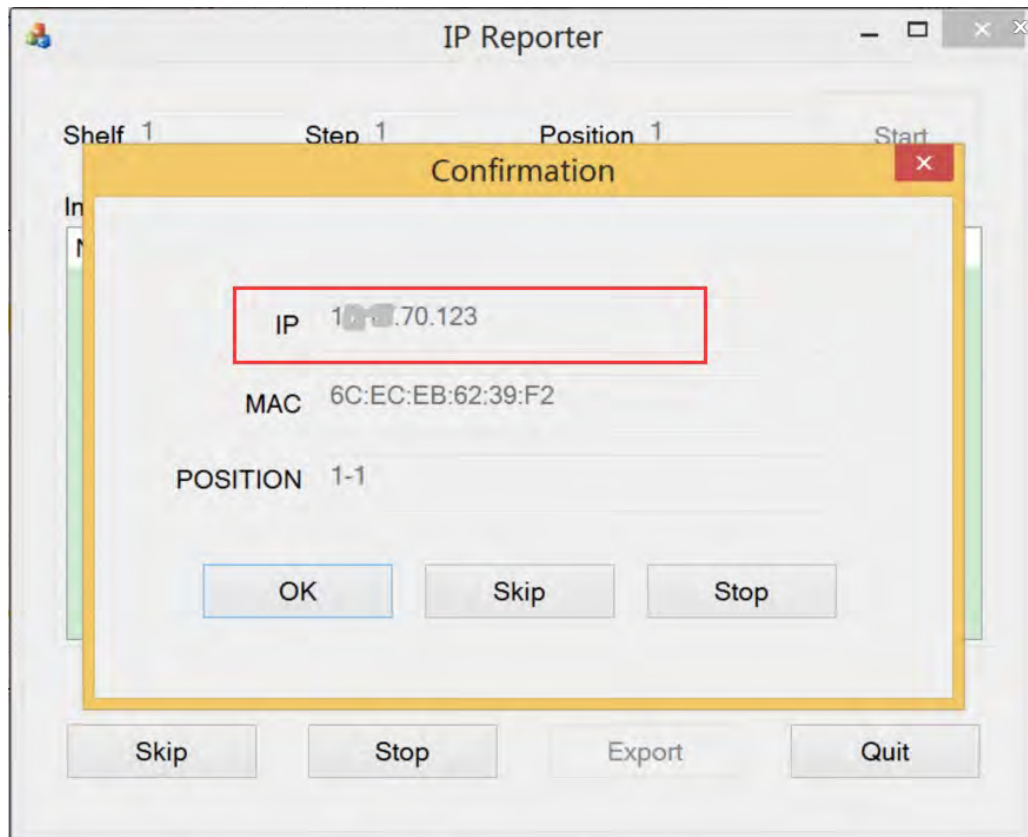 IP Reporter
Shelf 1 Step 1 Position 1 Start
Confirmation
IP .70.123
MAC 6C:EC:EB:62:39:F2
POSITION 1-1
OK Skip Stop
Skip Stop Export Quit